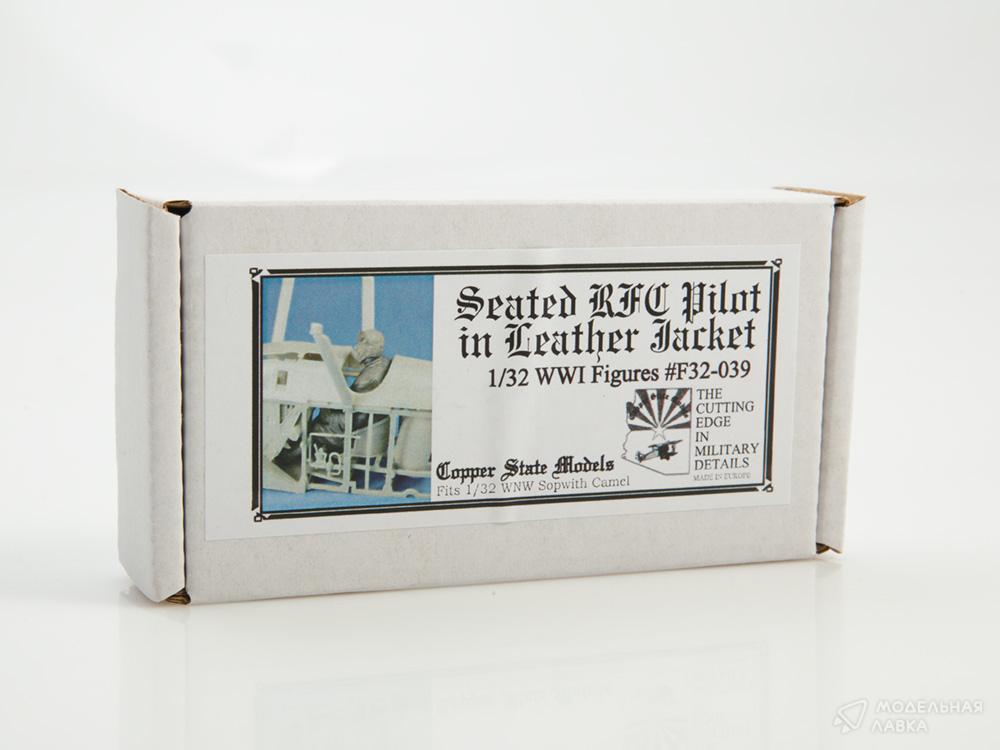 Seated RFC Pilot
in Leather Jacket
1/32 WWI Figures #F32-039
THE
CUTTING
EDGE
IN
MILITARY
DETAILS
MADE IN EUROPE
Copper State Models
Fits 1/32 WNW Sopwith Camel
МОДЕЛЬНАЯ
ЛАВКА